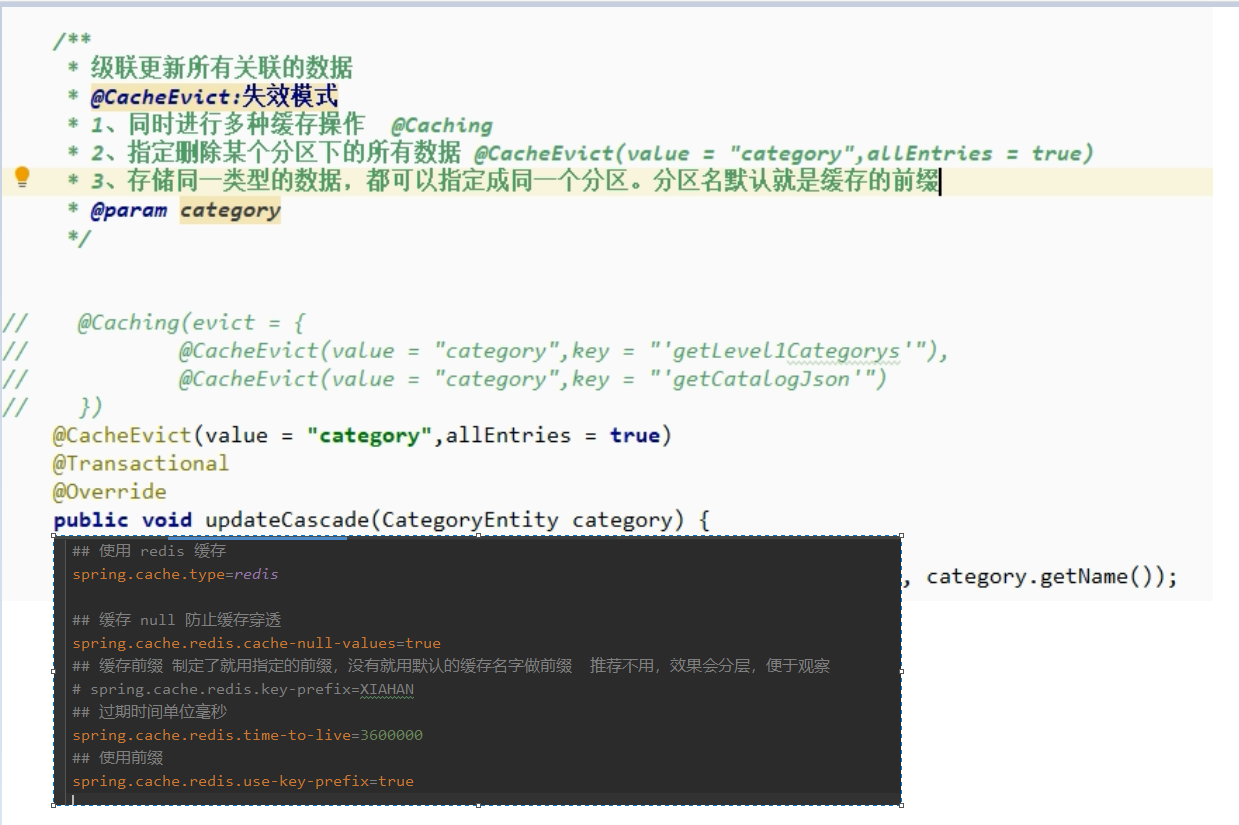 /**
* 级联更新所有关联的数据
* @CacheEvict:失效模式
* 1、同时进行多种缓存操作 @Caching
* 2、指定删除某个分区下的所有数据 @CacheEvict(value = "category",allEntries = true)
* 3、存储同一类型的数据，都可以指定成同一个分区。分区名默认就是缓存的前缀
* @param category
*/
// @Caching(evict = {
// @CacheEvict(value = "category",key = "'getLevel1Categorys'"),
// @CacheEvict(value = "category",key = "'getCatalogJson'")
// })
@CacheEvict(value = "category",allEntries = true)
@Transactional
@Override
public void updateCascade(CategoryEntity category) {
, category.getName());
## 使用 redis 缓存
spring.cache.type=redis
## 缓存 null 防止缓存穿透
spring.cache.redis.cache-null-values=true
## 缓存前缀 制定了就用指定的前缀，没有就用默认的缓存名字做前缀 推荐不用，效果会分层，便于观察
# spring.cache.redis.key-prefix=XIAHAN
## 过期时间单位毫秒
spring.cache.redis.time-to-live=3600000
## 使用前缀
spring.cache.redis.use-key-prefix=true